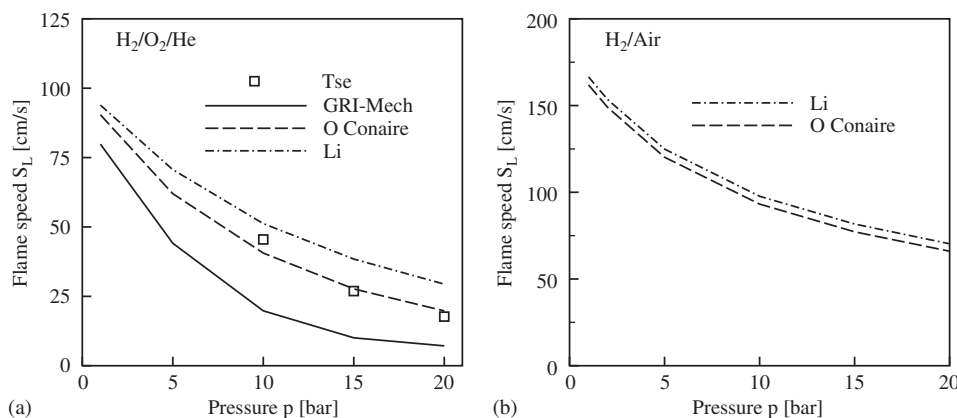 125
100
75
50
25
0
Flame speed S_L [cm/s]
H₂/O₂/He
Tse
GRI-Mech
O Conaire
Li
0 5 10 15 20
(a) Pressure p [bar]
200
150
100
50
0
Flame speed S_L [cm/s]
H₂/Air
Li
O Conaire
0 5 10 15 20
(b) Pressure p [bar]